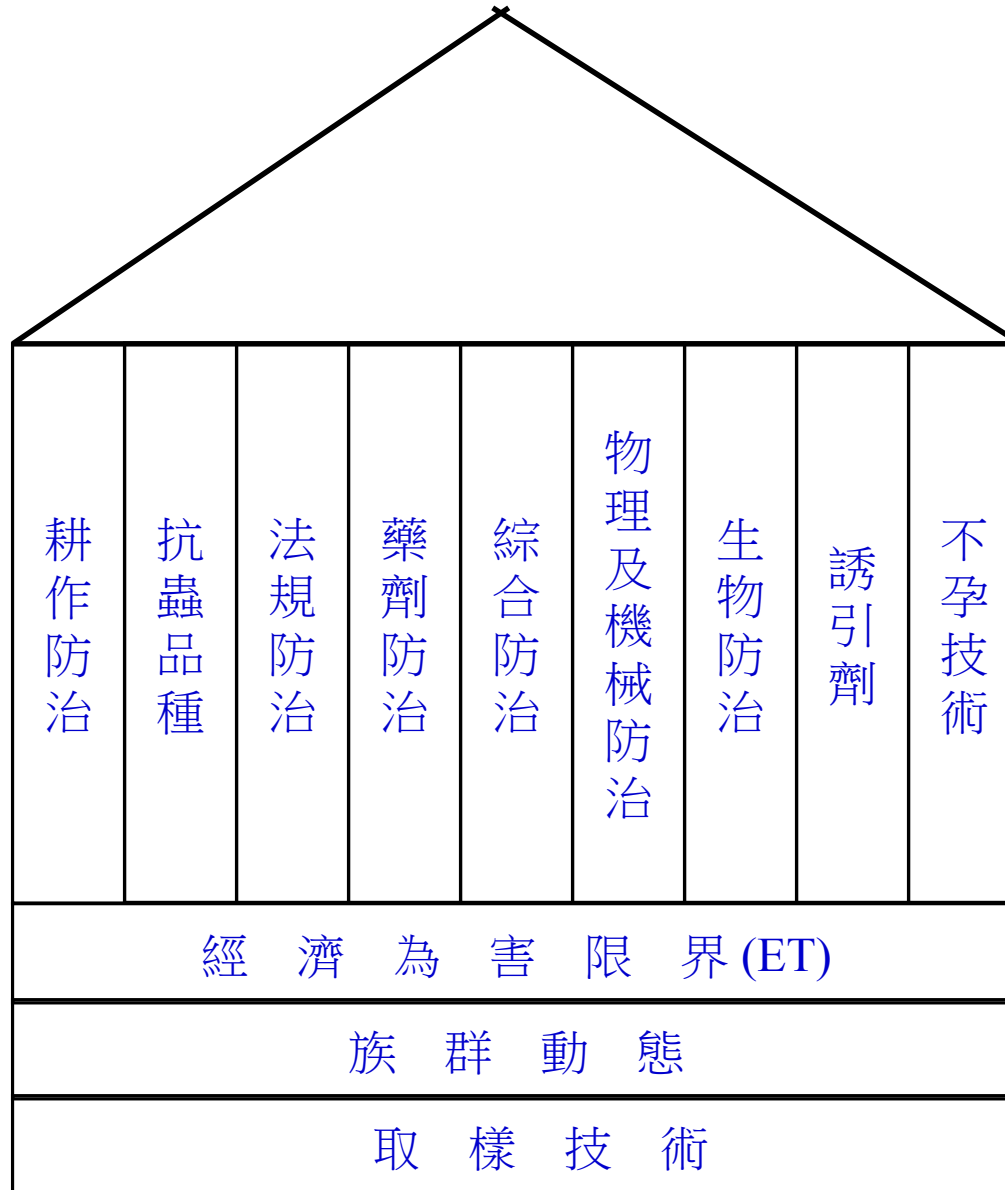 耕作防治
抗蟲品種
法規防治
藥劑防治
綜合防治
物理及機械防治
生物防治
誘引劑
不孕技術
經濟為害限界(ET)
族群動態
取樣技術